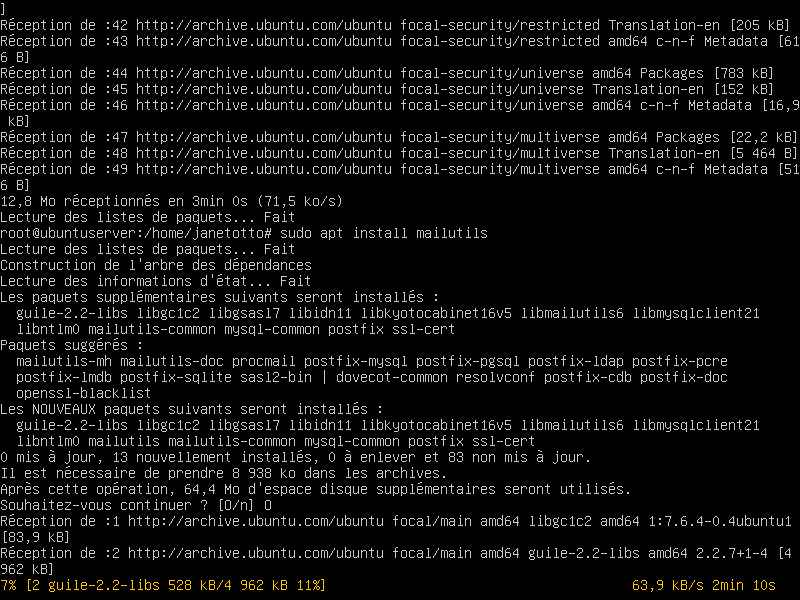 ]
Réception de :42 http://archive.ubuntu.com/ubuntu focal-security/restricted Translation-en [205 kB]
Réception de :43 http://archive.ubuntu.com/ubuntu focal-security/restricted amd64 c-n-f Metadata [61
6 B]
Réception de :44 http://archive.ubuntu.com/ubuntu focal-security/universe amd64 Packages [783 kB]
Réception de :45 http://archive.ubuntu.com/ubuntu focal-security/universe Translation-en [152 kB]
Réception de :46 http://archive.ubuntu.com/ubuntu focal-security/universe amd64 c-n-f Metadata [16,9
 kB]
Réception de :47 http://archive.ubuntu.com/ubuntu focal-security/multiverse amd64 Packages [22,2 kB]
Réception de :48 http://archive.ubuntu.com/ubuntu focal-security/multiverse Translation-en [5 464 B]
Réception de :49 http://archive.ubuntu.com/ubuntu focal-security/multiverse amd64 c-n-f Metadata [51
6 B]
12,8 Mo réceptionnés en 3min 0s (71,5 ko/s)
Lecture des listes de paquets... Fait
root@ubuntuserver:/home/janetotto# sudo apt install mailutils
Lecture des listes de paquets... Fait
Construction de l'arbre des dépendances
Lecture des informations d'état... Fait
Les paquets supplémentaires suivants seront installés :
  guile-2.2-libs libgc1c2 libgsasl7 libidn11 libkyotocabinet16v5 libmailutils6 libmysqlclient21
  libntlm0 mailutils-common mysql-common postfix ssl-cert
Paquets suggérés :
  mailutils-mh mailutils-doc procmail postfix-mysql postfix-pgsql postfix-ldap postfix-pcre
  postfix-lmdb postfix-sqlite sasl2-bin | dovecot-common resolvconf postfix-cdb postfix-doc
  openssl-blacklist
Les NOUVEAUX paquets suivants seront installés :
  guile-2.2-libs libgc1c2 libgsasl7 libidn11 libkyotocabinet16v5 libmailutils6 libmysqlclient21
  libntlm0 mailutils mailutils-common mysql-common postfix ssl-cert
0 mis à jour, 13 nouvellement installés, 0 à enlever et 83 non mis à jour.
Il est nécessaire de prendre 8 938 ko dans les archives.
Après cette opération, 64,4 Mo d'espace disque supplémentaires seront utilisés.
Souhaitez-vous continuer ? [O/n] O
Réception de :1 http://archive.ubuntu.com/ubuntu focal/main amd64 libgc1c2 amd64 1:7.6.4-0.4ubuntu1
[83,9 kB]
Réception de :2 http://archive.ubuntu.com/ubuntu focal/main amd64 guile-2.2-libs amd64 2.2.7+1-4 [4
962 kB]
7% [2 guile-2.2-libs 528 kB/4 962 kB 11%] 63,9 kB/s 2min 10s